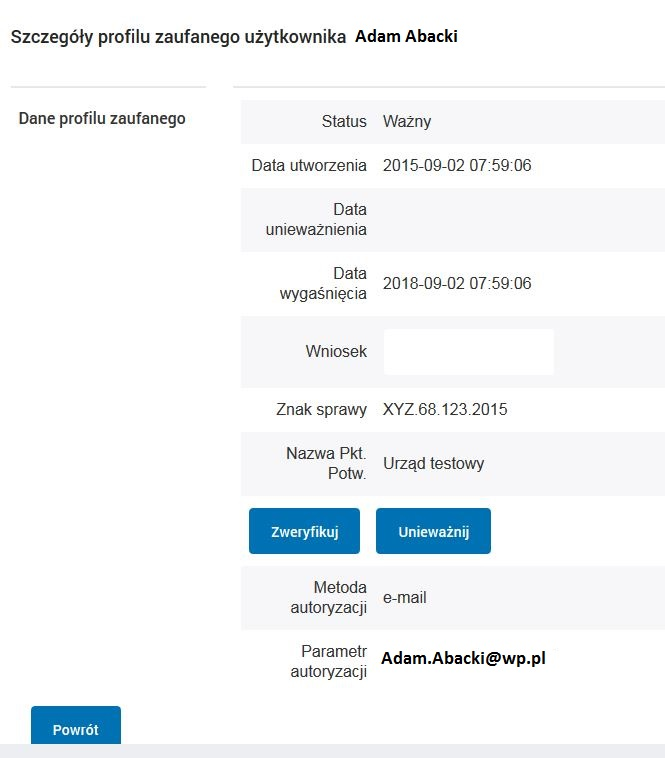 Szczegóły profilu zaufanego użytkownika Adam Abacki
Dane profilu zaufanego
Status Ważny
Data utworzenia 2015-09-02 07:59:06
Data
unieważnienia
Data
wygaśnięcia 2018-09-02 07:59:06
Wniosek
Znak sprawy XYZ.68.123.2015
Nazwa Pkt.
Potw. Urząd testowy
Zweryfikuj Unieważnij
Metoda
autoryzacji e-mail
Parametr
autoryzacji Adam.Abacki@wp.pl
Powrót